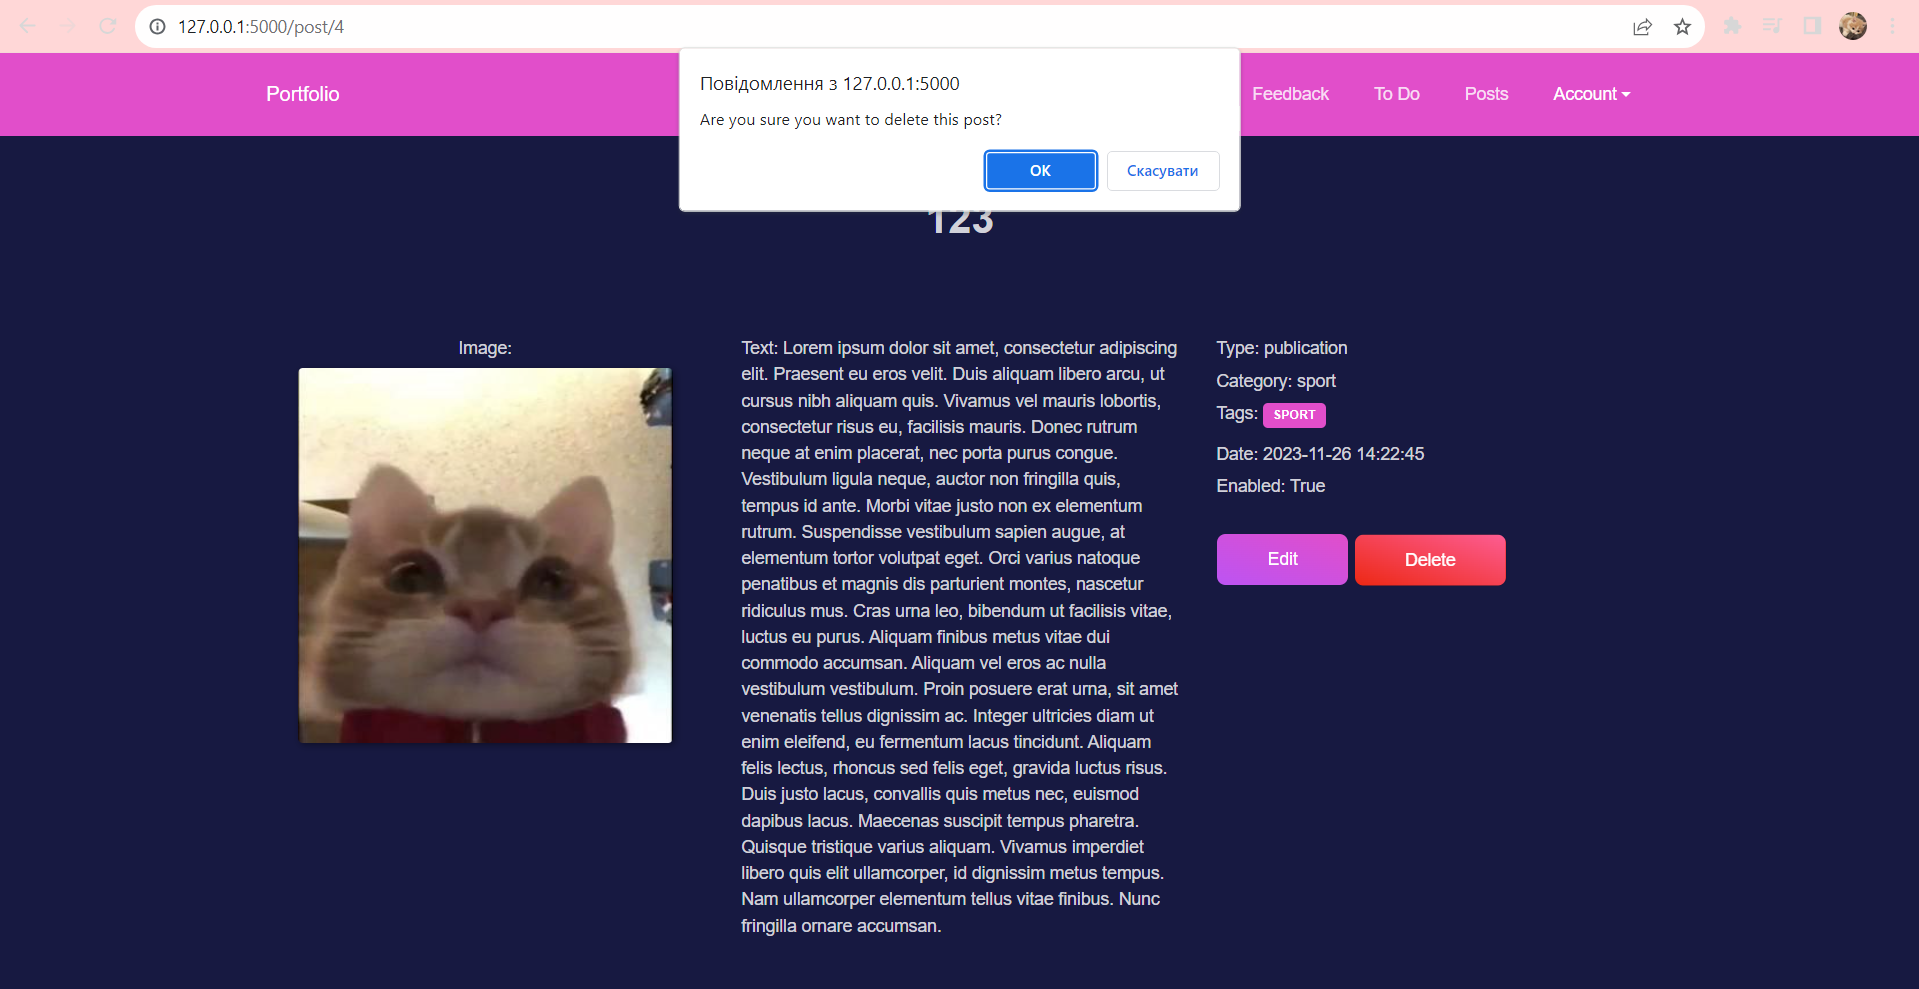 127.0.0.1:5000/post/4
Portfolio
Feedback
To Do
Posts
Account
Повідомлення з 127.0.0.1:5000
Are you sure you want to delete this post?
ОК
Скасувати
123
Image:
Text: Lorem ipsum dolor sit amet, consectetur adipiscing
elit. Praesent eu eros velit. Duis aliquam libero arcu, ut
cursus nibh aliquam quis. Vivamus vel mauris lobortis,
consectetur risus eu, facilisis mauris. Donec rutrum
neque at enim placerat, nec porta purus congue.
Vestibulum ligula neque, auctor non fringilla quis,
tempus id ante. Morbi vitae justo non ex elementum
rutrum. Suspendisse vestibulum sapien augue, at
elementum tortor volutpat eget. Orci varius natoque
penatibus et magnis dis parturient montes, nascetur
ridiculus mus. Cras urna leo, bibendum ut facilisis vitae,
luctus eu purus. Aliquam finibus metus vitae dui
commodo accumsan. Aliquam vel eros ac nulla
vestibulum vestibulum. Proin posuere erat urna, sit amet
venenatis tellus dignissim ac. Integer ultricies diam ut
enim eleifend, eu fermentum lacus tincidunt. Aliquam
felis lectus, rhoncus sed felis eget, gravida luctus risus.
Duis justo lacus, convallis quis metus nec, euismod
dapibus lacus. Maecenas suscipit tempus pharetra.
Quisque tristique varius aliquam. Vivamus imperdiet
libero quis elit ullamcorper, id dignissim metus tempus.
Nam ullamcorper elementum tellus vitae finibus. Nunc
fringilla ornare accumsan.
Type: publication
Category: sport
Tags: SPORT
Date: 2023-11-26 14:22:45
Enabled: True
Edit
Delete